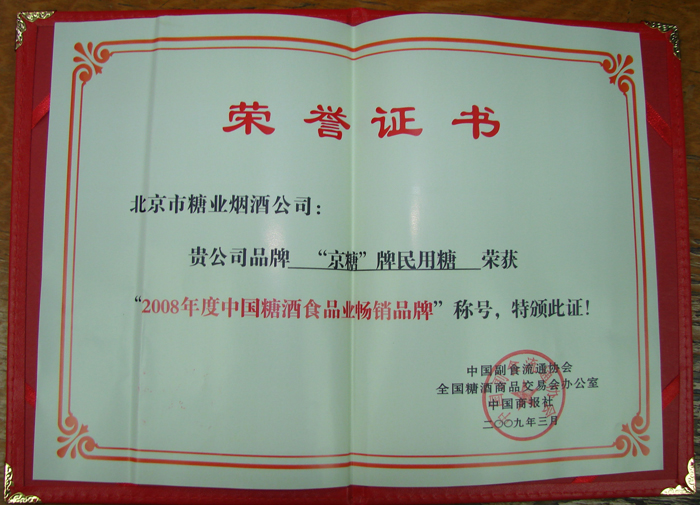 荣誉证书
北京市糖业烟酒公司：
贵公司品牌 “京糖”牌民用糖 荣获
“2008年度中国糖酒食品业畅销品牌”称号，特颁此证！
中国副食流通协会
全国糖酒商品交易会办公室
中国商报社
二〇〇九年三月